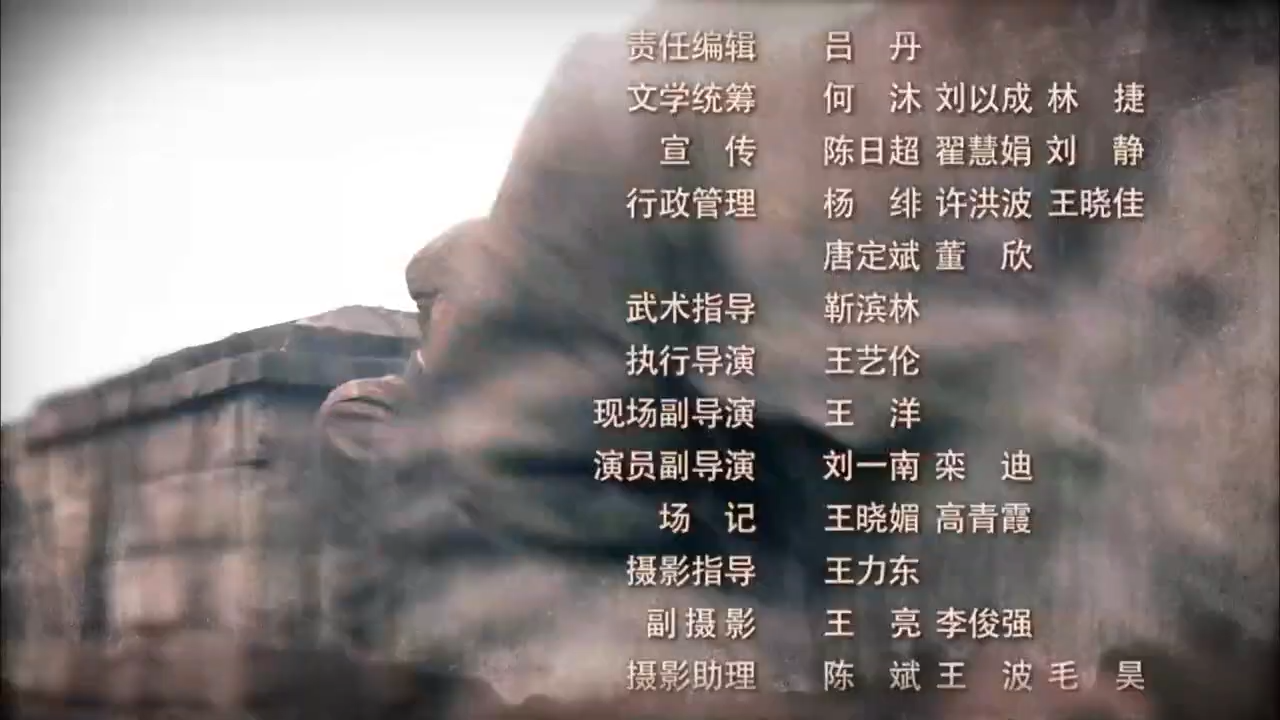 责任编辑 吕 丹
文学统筹 何 沐 刘以成 林 捷
宣 传 陈日超 翟慧娟 刘 静
行政管理 杨 绯 许洪波 王晓佳
唐定斌 董 欣
武术指导 靳滨林
执行导演 王艺伦
现场副导演 王 洋
演员副导演 刘一南 栾 迪
场 记 王晓媚 高青霞
摄影指导 王力东
副 摄 影 王 亮 李俊强
摄影助理 陈 斌 王 波 毛 昊